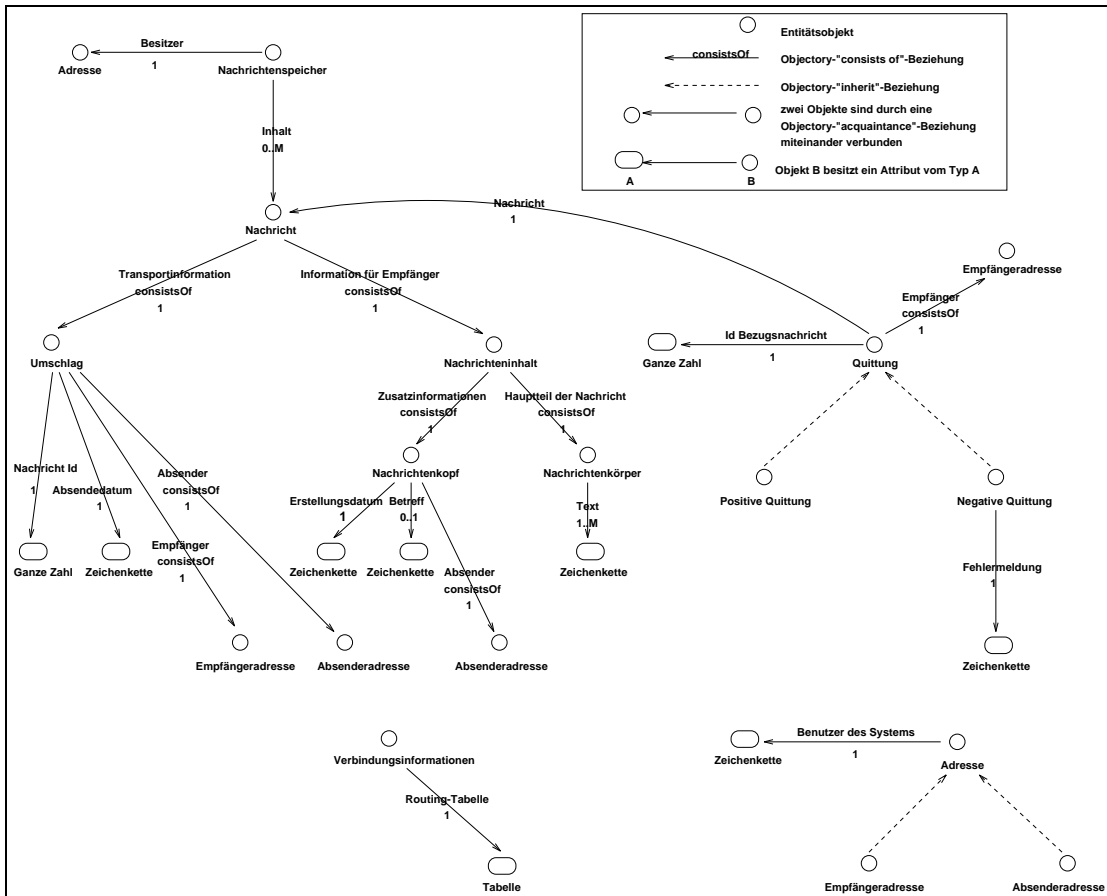 Besitzer
1
Adresse
Nachrichtenspeicher
Inhalt
0..M
Nachricht
Entitätsobjekt
consistsOf
Objectory-"consists of"-Beziehung
Objectory-"inherit"-Beziehung
zwei Objekte sind durch eine
Objectory-"acquaintance"-Beziehung
miteinander verbunden
A
B
Objekt B besitzt ein Attribut vom Typ A
Nachricht
1
Transportinformation
consistsOf
1
Information für Empfänger
consistsOf
1
Umschlag
Nachrichteninhalt
Empfängeradresse
Empfänger
consistsOf
1
Id Bezugsnachricht
1
Ganze Zahl
Quittung
Zusatzinformationen
consistsOf
1
Hauptteil der Nachricht
consistsOf
1
Nachrichtenkopf
Nachrichtenkörper
Positive Quittung
Negative Quittung
Nachricht Id
1
Absendedatum
1
Absender
consistsOf
1
Empfänger
consistsOf
1
Ganze Zahl
Zeichenkette
Erstellungsdatum
1
Betreff
0..1
Text
1..M
Zeichenkette
Zeichenkette
Absender
consistsOf
1
Zeichenkette
Fehlermeldung
1
Empfängeradresse
Absenderadresse
Absenderadresse
Zeichenkette
Verbindungsinformationen
Routing-Tabelle
1
Tabelle
Benutzer des Systems
1
Zeichenkette
Adresse
Empfängeradresse
Absenderadresse